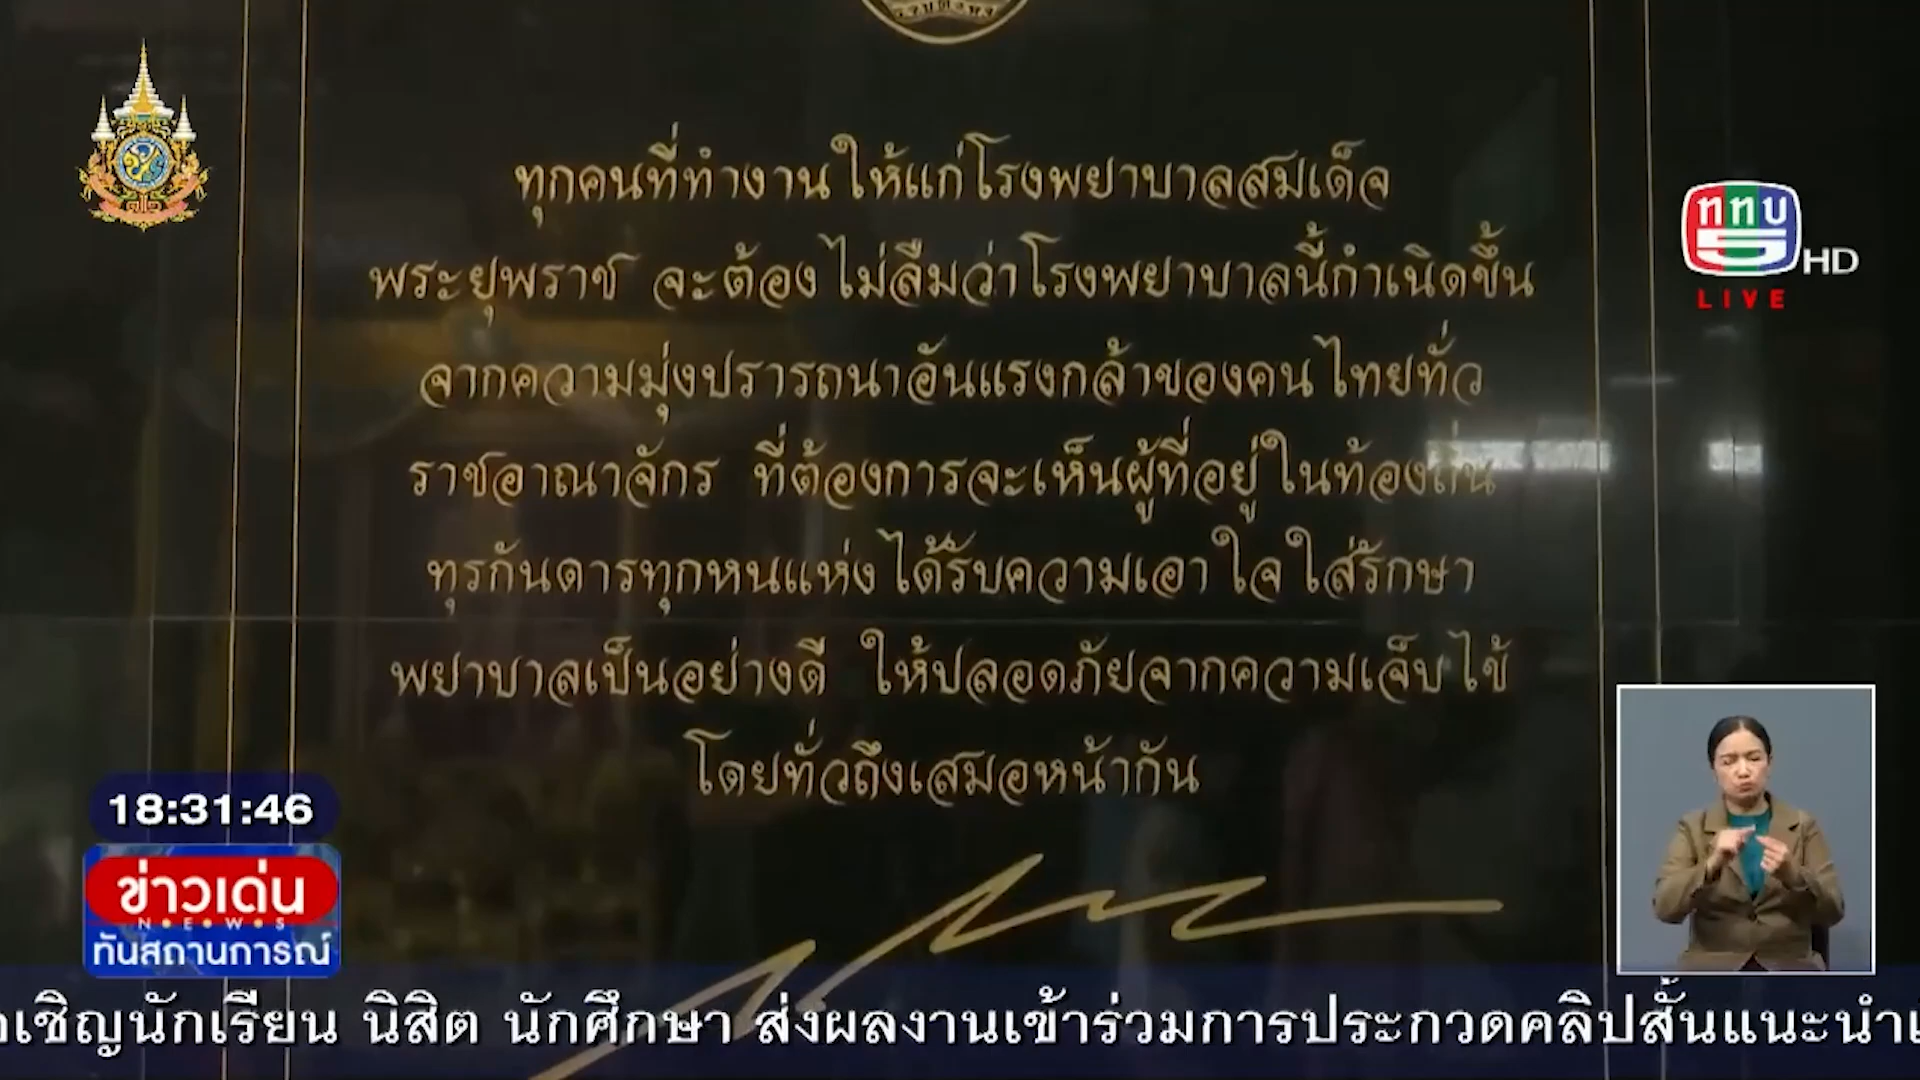 ทุกคนที่ทำงานให้แก่โรงพยาบาลสมเด็จ
พระยุพราช จะต้องไม่ลืมว่าโรงพยาบาลนี้กำเนิดขึ้น
จากความมุ่งปรารถนาอันแรงกล้าของคนไทยทั่ว
ราชอาณาจักร ที่ต้องการจะเห็นผู้ที่อยู่ในท้องถิ่น
ทุรกันดารทุกหนแห่งได้รับความเอาใจใส่รักษา
พยาบาลเป็นอย่างดี ให้ปลอดภัยจากความเจ็บไข้
โดยทั่วถึงเสมอหน้ากัน
ททบ
5 HD
LIVE
18:31:46
ข่าวเด่น
NEWS
ทันสถานการณ์
เชิญนักเรียน นิสิต นักศึกษา ส่งผลงานเข้าร่วมการประกวดคลิปสั้นแนะนำ